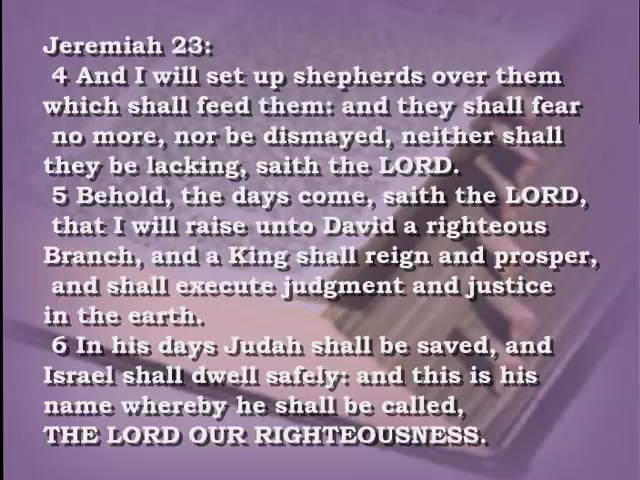 Jeremiah 23:
4 And I will set up shepherds over them
which shall feed them: and they shall fear
no more, nor be dismayed, neither shall
they be lacking, saith the LORD.
5 Behold, the days come, saith the LORD,
that I will raise unto David a righteous
Branch, and a King shall reign and prosper,
and shall execute judgment and justice
in the earth.
6 In his days Judah shall be saved, and
Israel shall dwell safely: and this is his
name whereby he shall be called,
THE LORD OUR RIGHTEOUSNESS.